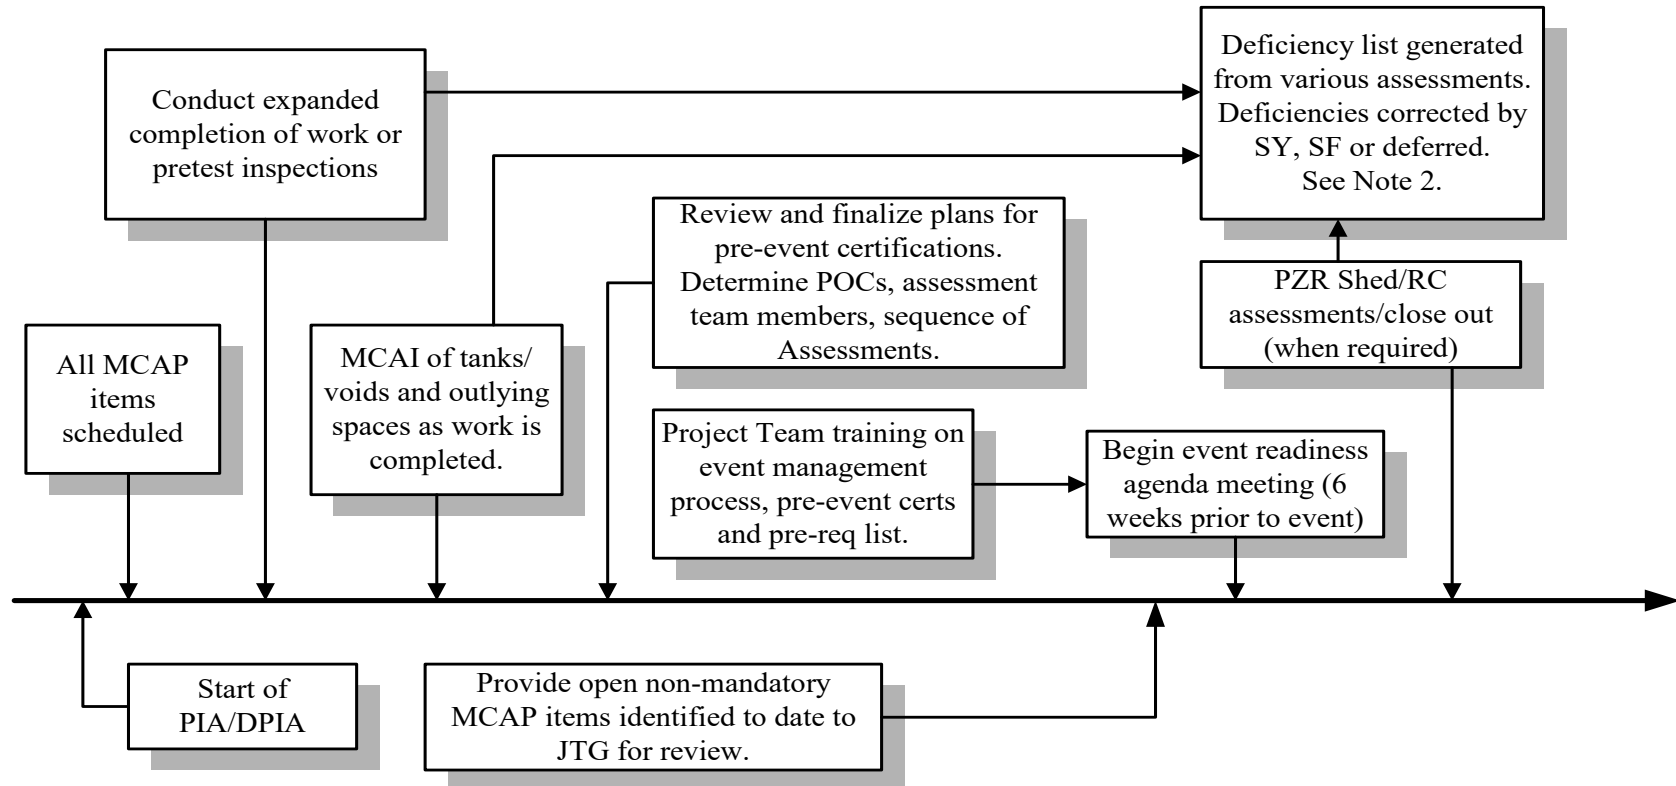 Conduct expanded
completion of work or
pretest inspections
Deficiency list generated
from various assessments.
Deficiencies corrected by
SY, SF or deferred.
See Note 2.
Review and finalize plans for
pre-event certifications.
Determine POCs, assessment
team members, sequence of
Assessments.
PZR Shed/RC
assessments/close out
(when required)
All MCAP
items
scheduled
MCAI of tanks/
voids and outlying
spaces as work is
completed.
Project Team training on
event management
process, pre-event certs
and pre-req list.
Begin event readiness
agenda meeting (6
weeks prior to event)
Start of
PIA/DPIA
Provide open non-mandatory
MCAP items identified to date to
JTG for review.